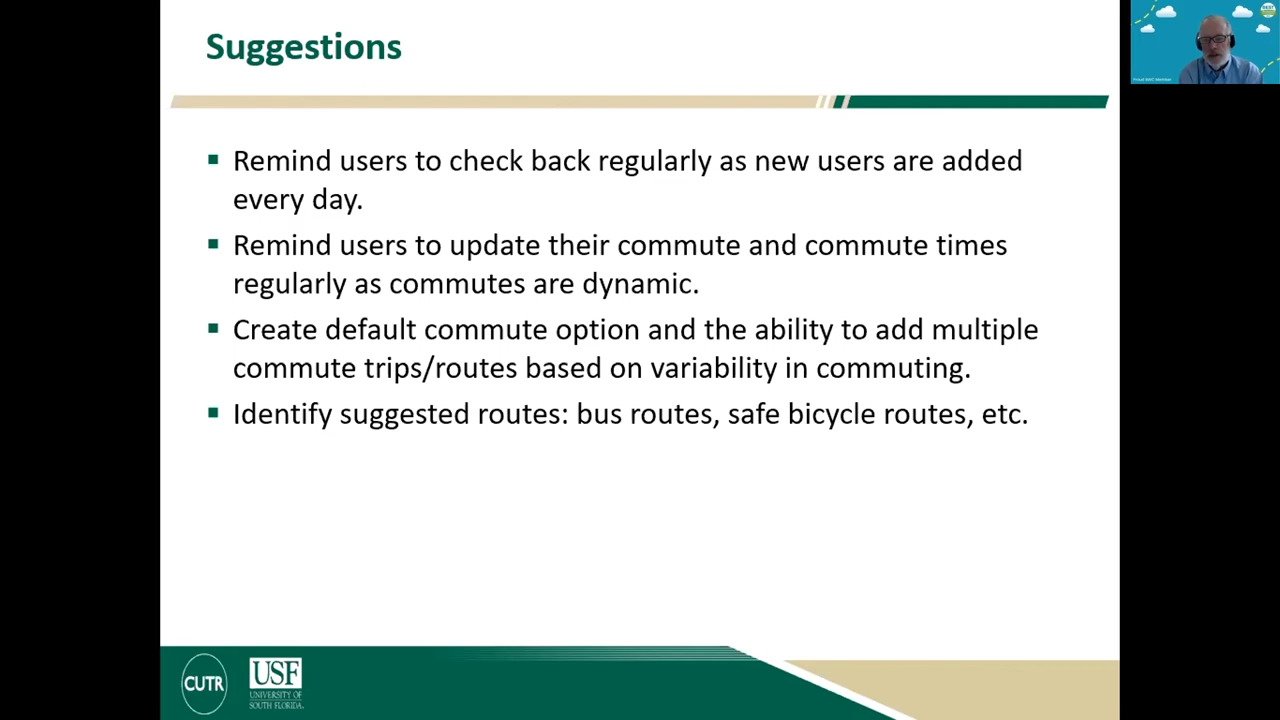 Suggestions
▪ Remind users to check back regularly as new users are added
every day.
▪ Remind users to update their commute and commute times
regularly as commutes are dynamic.
▪ Create default commute option and the ability to add multiple
commute trips/routes based on variability in commuting.
▪ Identify suggested routes: bus routes, safe bicycle routes, etc.
CUTR
USF
UNIVERSITY OF
SOUTH FLORIDA.